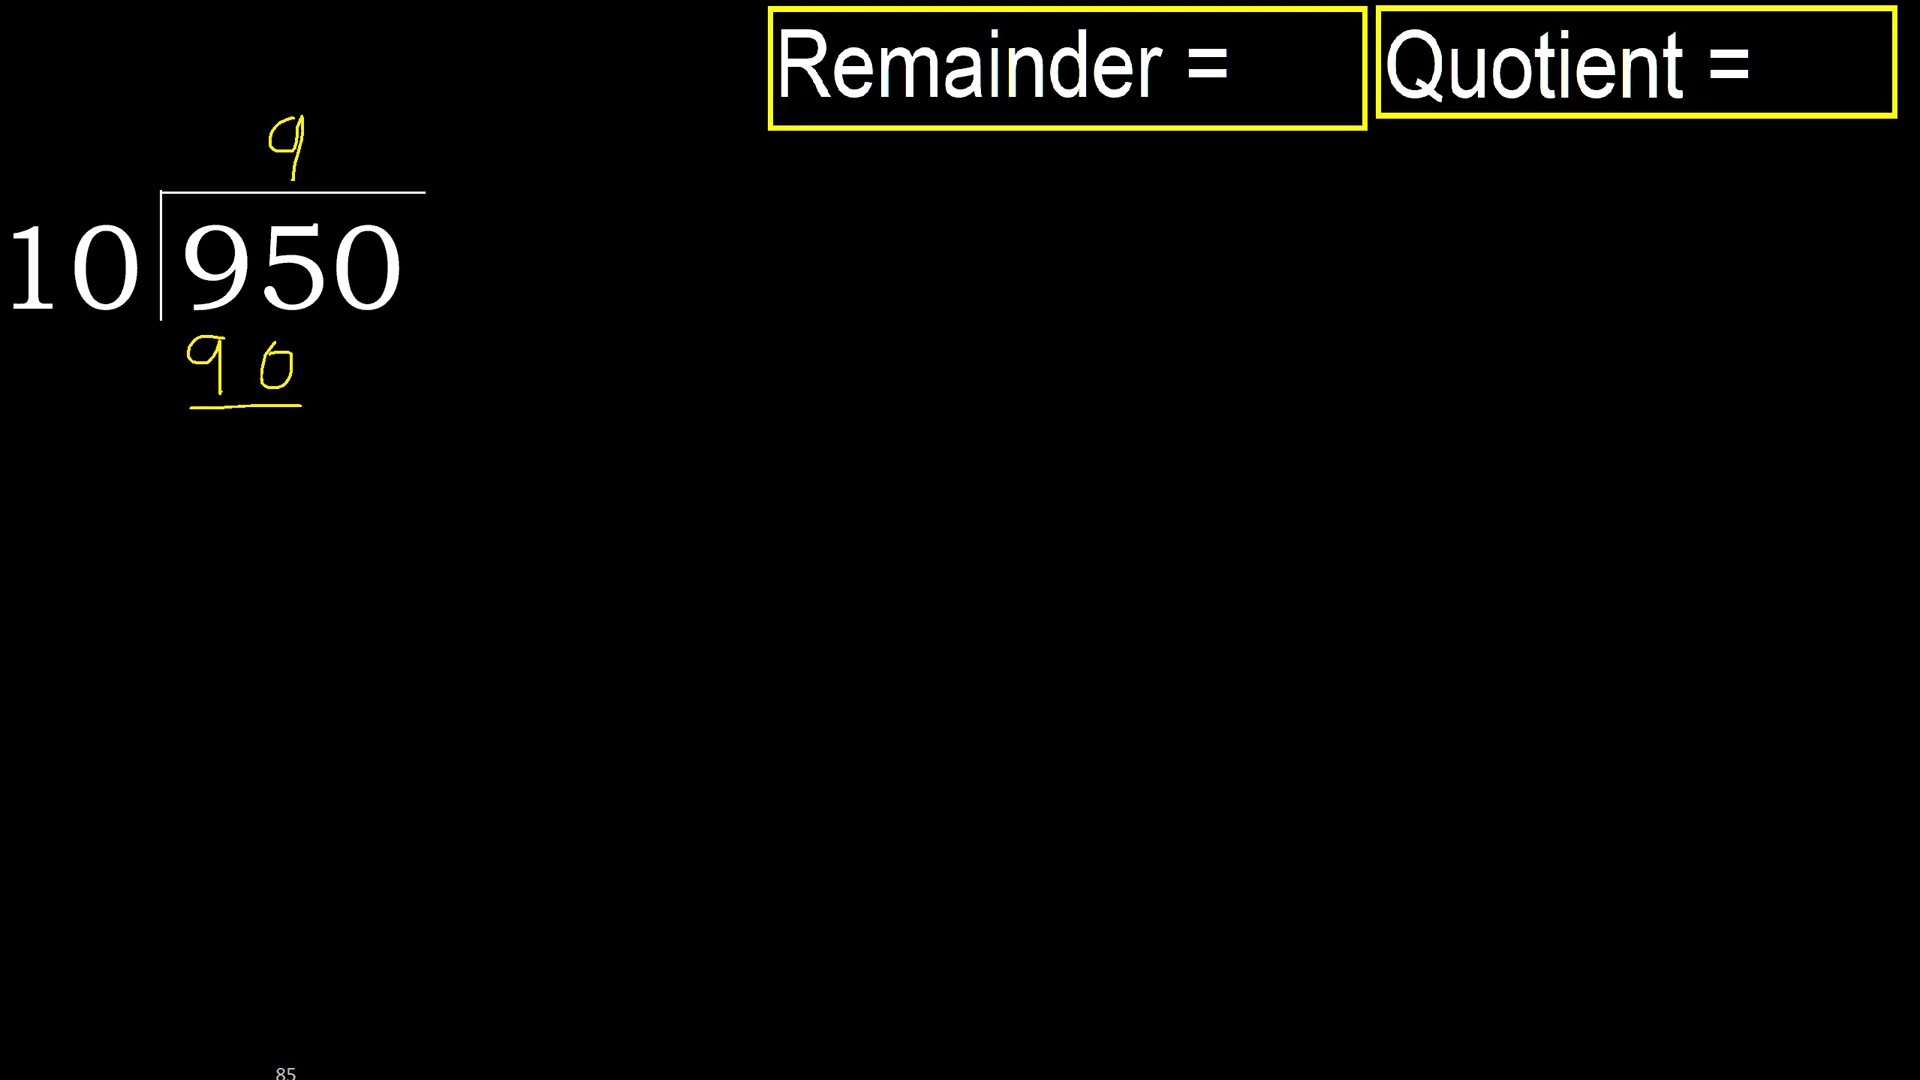 Remainder = Quotient =
9
10 950
90
85